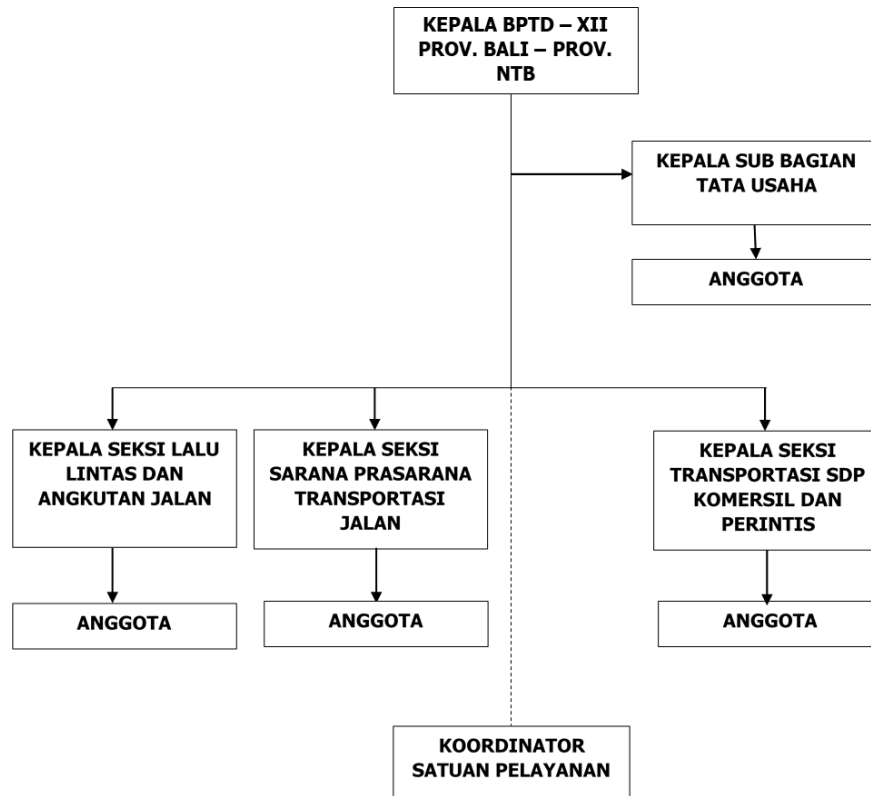 KEPALA BPTD – XII
PROV. BALI – PROV.
NTB
KEPALA SUB BAGIAN
TATA USAHA
ANGGOTA
KEPALA SEKSI LALU
LINTAS DAN
ANGKUTAN JALAN
KEPALA SEKSI
SARANA PRASARANA
TRANSPORTASI
JALAN
KEPALA SEKSI
TRANSPORTASI SDP
KOMERSIL DAN
PERINTIS
ANGGOTA
ANGGOTA
ANGGOTA
KOORDINATOR
SATUAN PELAYANAN